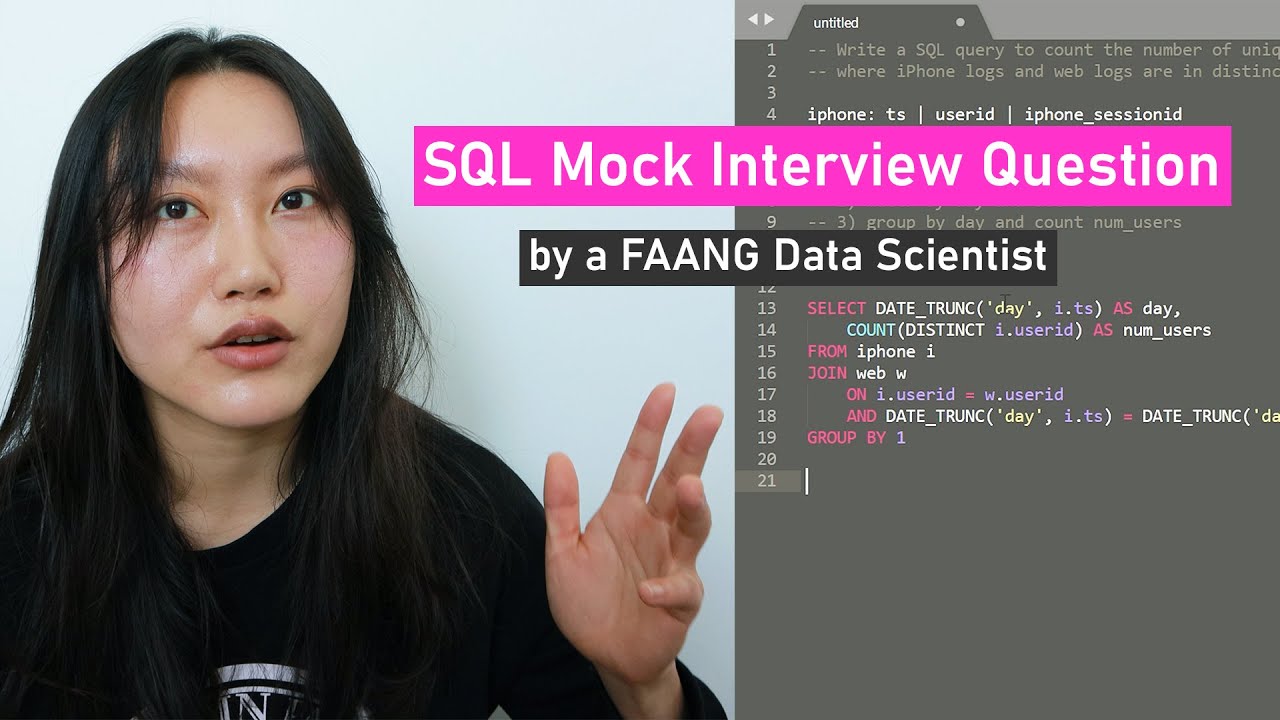 untitled
1 -- Write a SQL query to count the number of
2 -- where iPhone logs and web logs are in
3
4 iphone: ts | userid | iphone_sessionid
SQL Mock Interview Question
9 -- 3) group by day and count num_users
by a FAANG Data Scientist
12
13 SELECT DATE_TRUNC('day', i.ts) AS day,
14 COUNT(DISTINCT i.userid) AS num_users
15 FROM iphone i
16 JOIN web w
17 ON i.userid = w.userid
18 AND DATE_TRUNC('day', i.ts) = DATE_TRUNC('da
19 GROUP BY 1
20
21